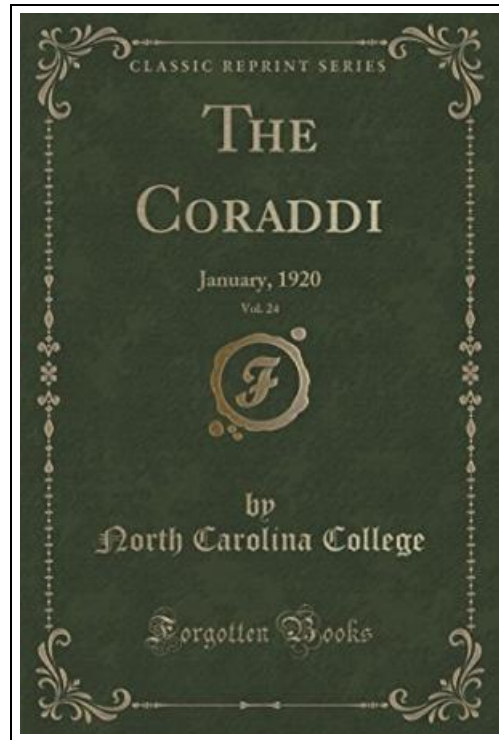 CLASSIC REPRINT SERIES
THE
CORADDI
January, 1920
Vol. 24
F
by
North Carolina College
Forgotten Books